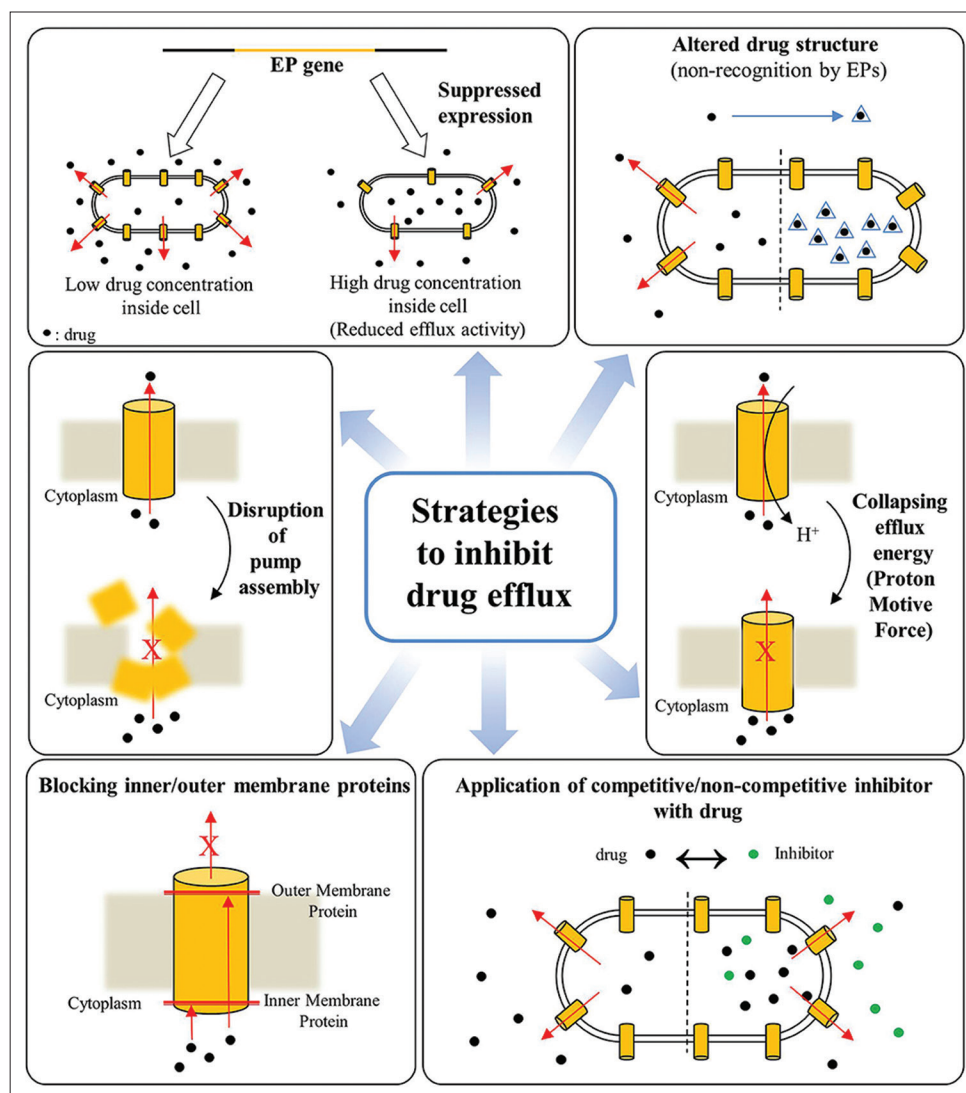 EP gene
Suppressed
expression
Low drug concentration
inside cell
High drug concentration
inside cell
(Reduced efflux activity)
: drug
Altered drug structure
(non-recognition by EPs)
Cytoplasm
Disruption
of
pump
assembly
Cytoplasm
Strategies
to inhibit
drug efflux
Cytoplasm
H⁺
Collapsing
efflux
energy
(Proton
Motive
Force)
X
Cytoplasm
X
Blocking inner/outer membrane proteins
X
Outer Membrane
Protein
Cytoplasm
Inner Membrane
Protein
Application of competitive/non-competitive inhibitor
with drug
drug
Inhibitor